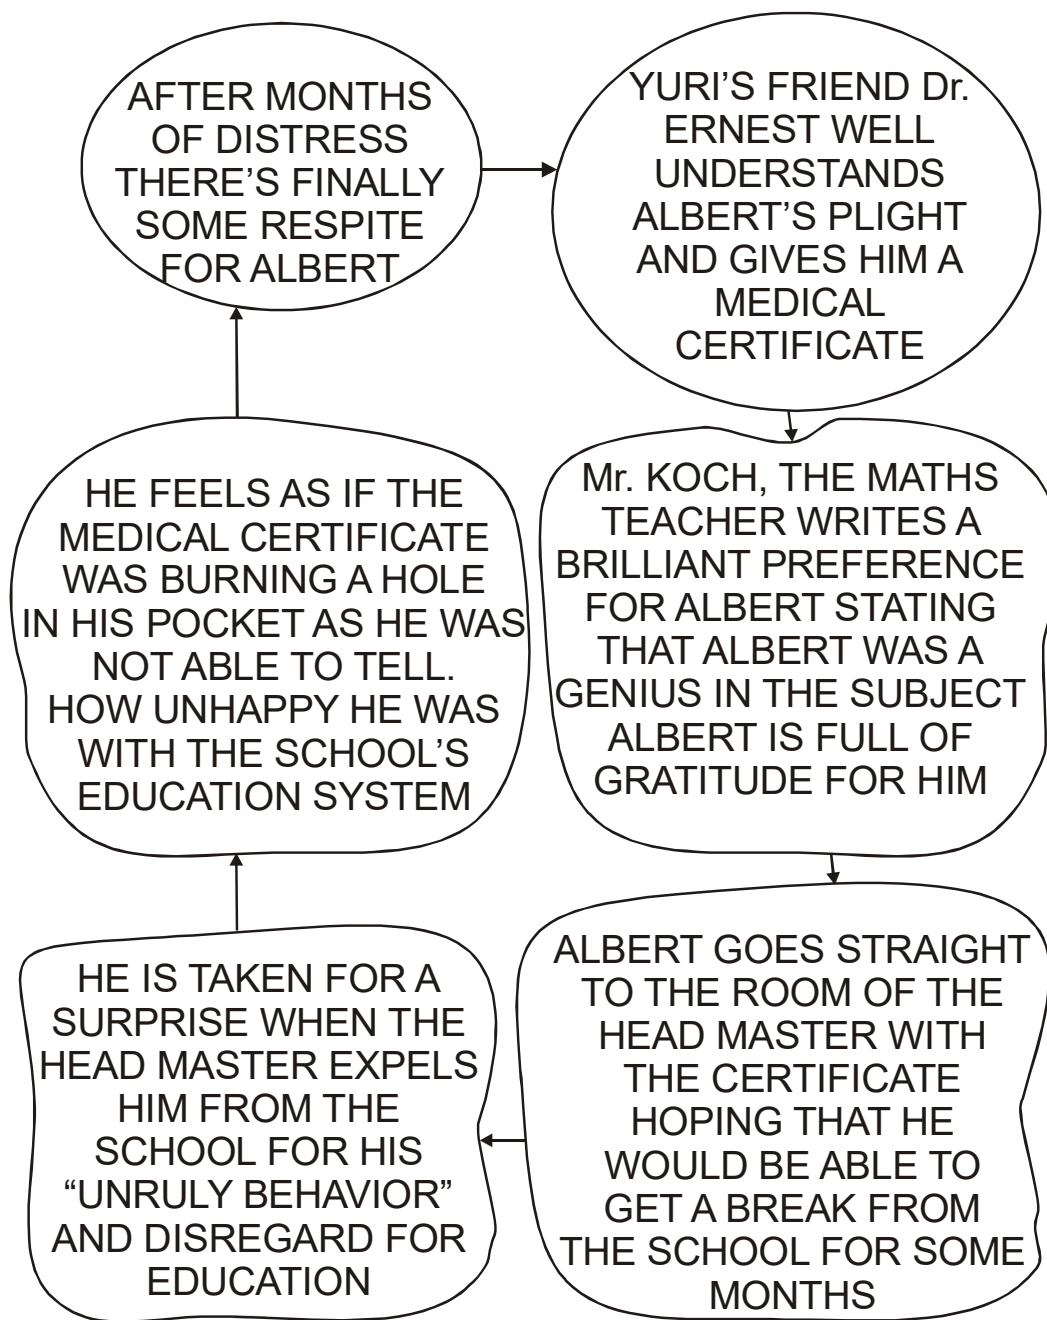 AFTER MONTHS
OF DISTRESS
THERE'S FINALLY
SOME RESPITE
FOR ALBERT
YURI'S FRIEND Dr.
ERNEST WELL
UNDERSTANDS
ALBERT'S PLIGHT
AND GIVES HIM A
MEDICAL
CERTIFICATE
Mr. KOCH, THE MATHS
TEACHER WRITES A
BRILLIANT PREFERENCE
FOR ALBERT STATING
THAT ALBERT WAS A
GENIUS IN THE SUBJECT
ALBERT IS FULL OF
GRATITUDE FOR HIM
ALBERT GOES STRAIGHT
TO THE ROOM OF THE
HEAD MASTER WITH
THE CERTIFICATE
HOPING THAT HE
WOULD BE ABLE TO
GET A BREAK FROM
THE SCHOOL FOR SOME
MONTHS
HE IS TAKEN FOR A
SURPRISE WHEN THE
HEAD MASTER EXPELS
HIM FROM THE
SCHOOL FOR HIS
“UNRULY BEHAVIOR”
AND DISREGARD FOR
EDUCATION
HE FEELS AS IF THE
MEDICAL CERTIFICATE
WAS BURNING A HOLE
IN HIS POCKET AS HE WAS
NOT ABLE TO TELL.
HOW UNHAPPY HE WAS
WITH THE SCHOOL'S
EDUCATION SYSTEM